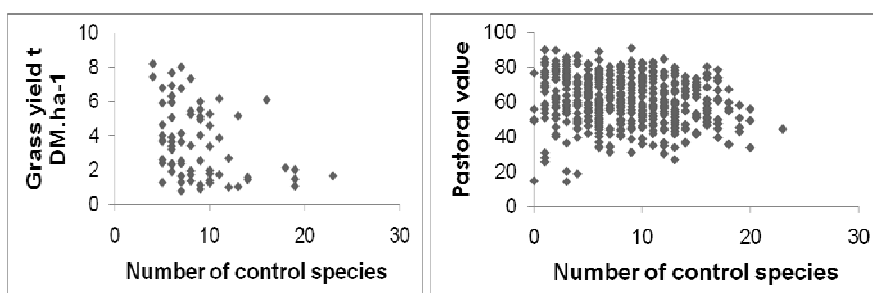 Grass yield t
DM.ha-1
10
8
6
4
2
0
0 10 20 30
Number of control species
Pastoral value
100
80
60
40
20
0
0 10 20 30
Number of control species